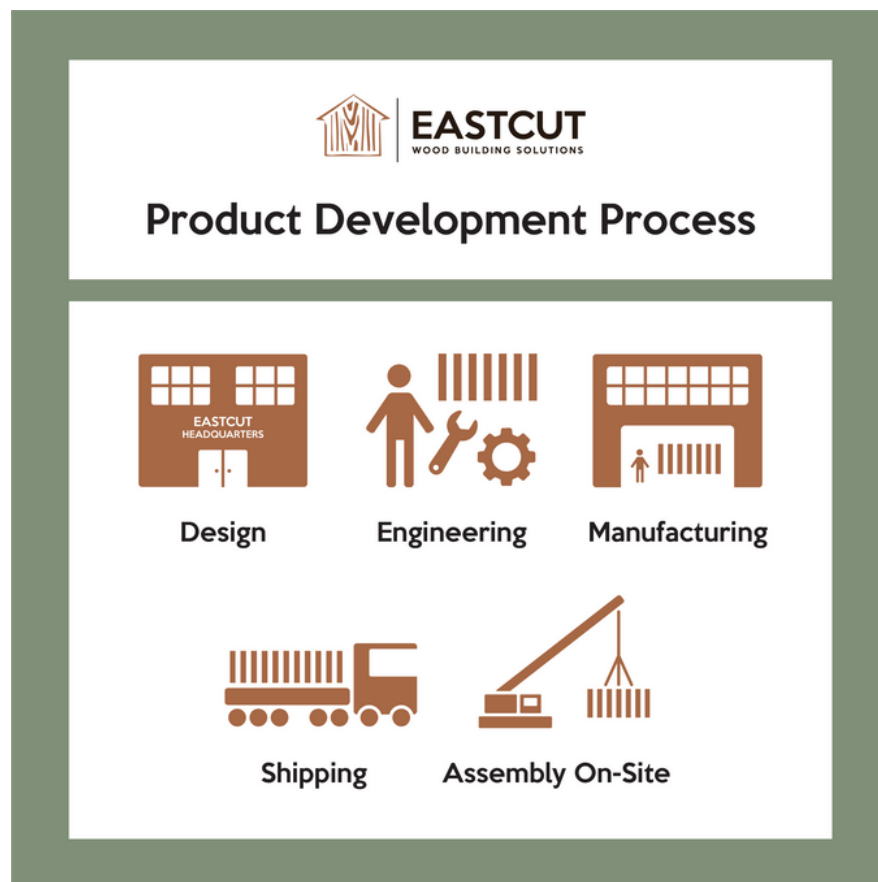 EASTCUT
WOOD BUILDING SOLUTIONS
Product Development Process
EASTCUT
HEADQUARTERS
Design
Engineering
Manufacturing
Shipping
Assembly On-Site